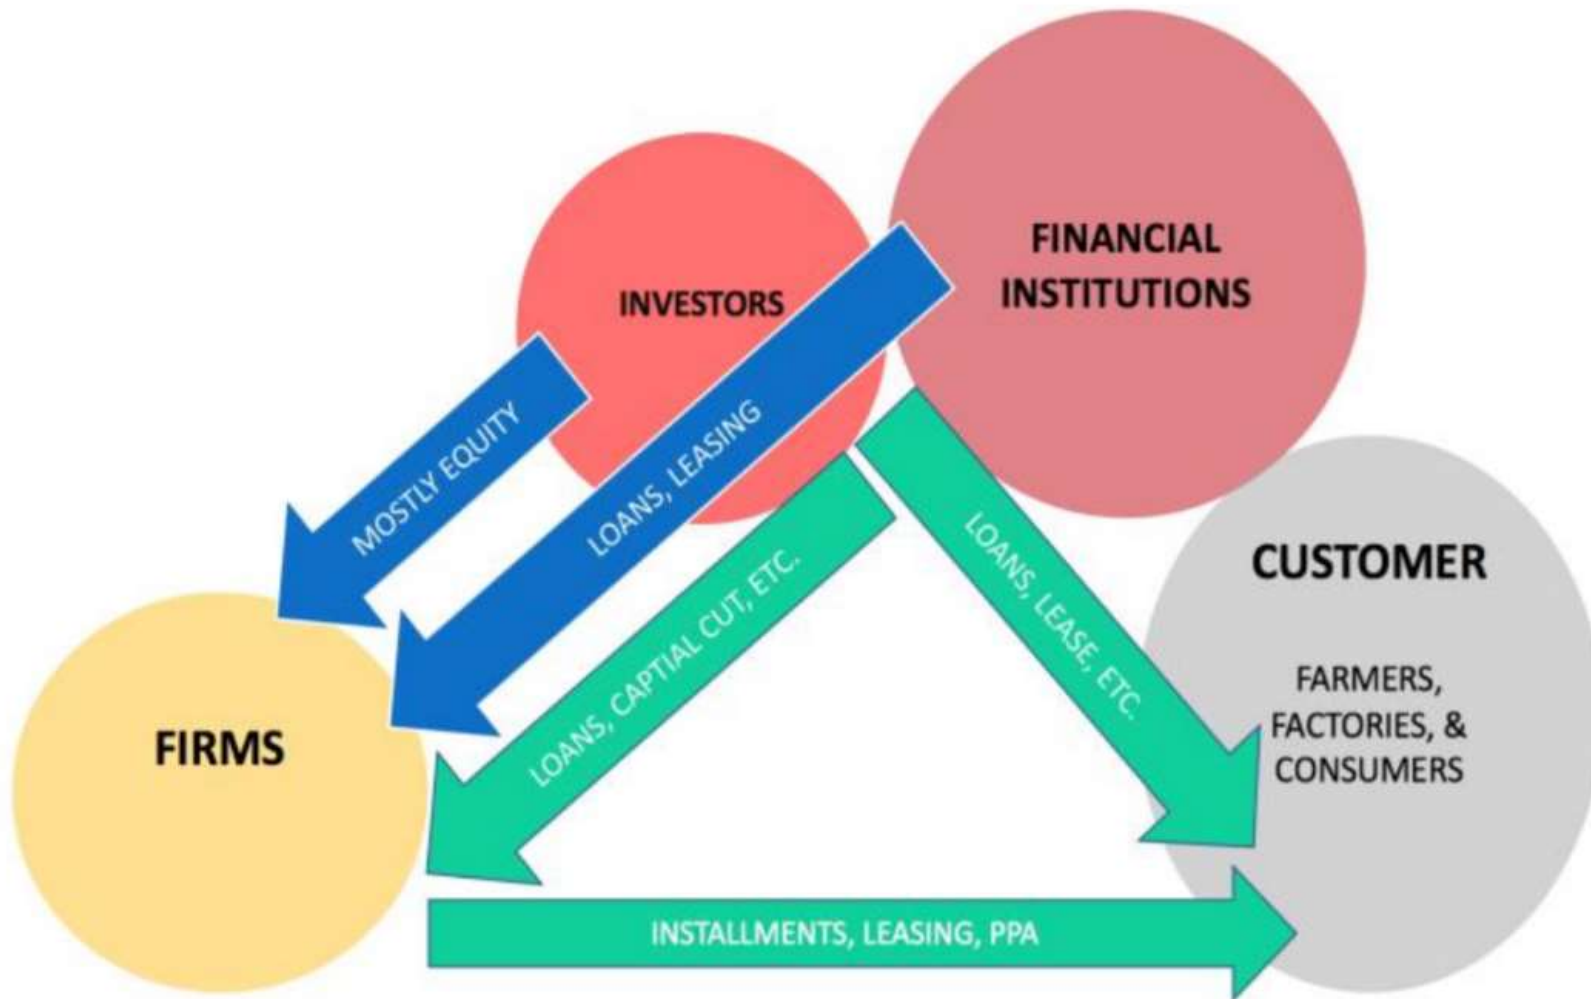 FINANCIAL
INSTITUTIONS
INVESTORS
MOSTLY EQUITY
LOANS, LEASING
LOANS, CAPTIAL CUT, ETC.
LOANS, LEASE, ETC.
CUSTOMER
FARMERS,
FACTORIES, &
CONSUMERS
FIRMS
INSTALLMENTS, LEASING, PPA